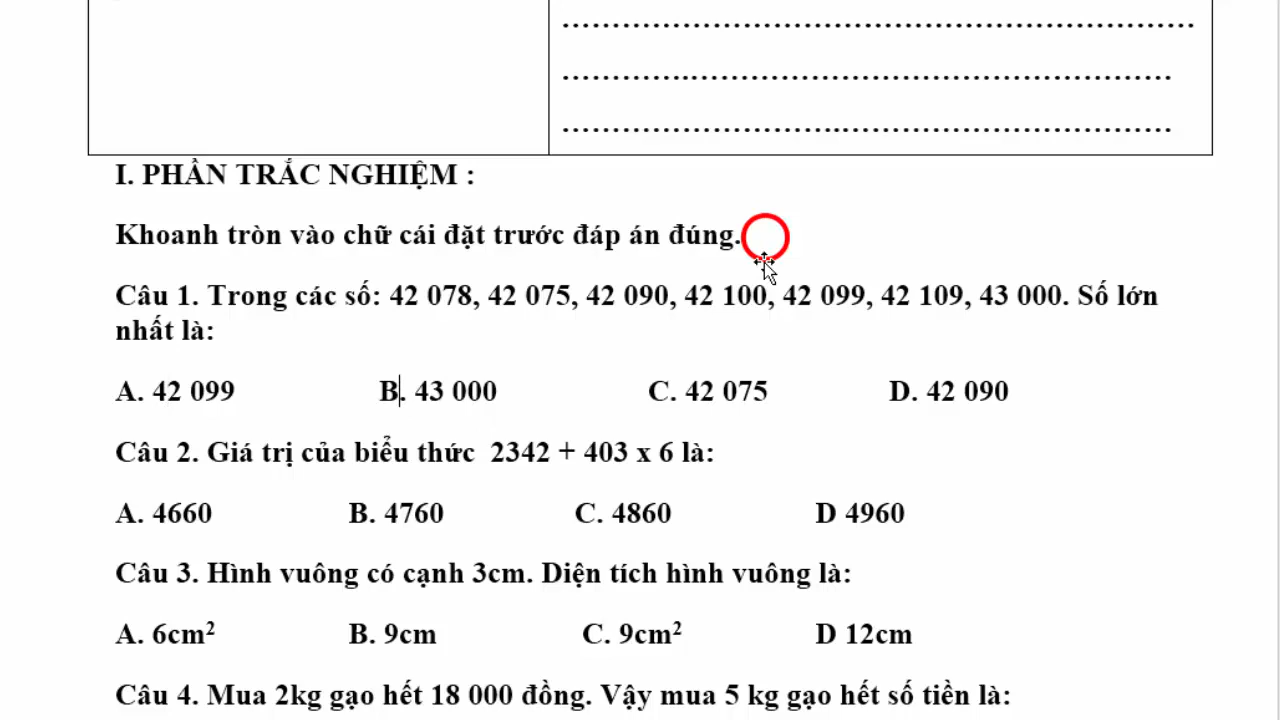 ………………………………………………………………
………………………………………………………………
………………………………………………………………
I. PHẦN TRẮC NGHIỆM :
Khoanh tròn vào chữ cái đặt trước đáp án đúng.
Câu 1. Trong các số: 42 078, 42 075, 42 090, 42 100, 42 099, 42 109, 43 000. Số lớn
nhất là:
A. 42 099 B. 43 000 C. 42 075 D. 42 090
Câu 2. Giá trị của biểu thức 2342 + 403 x 6 là:
A. 4660 B. 4760 C. 4860 D 4960
Câu 3. Hình vuông có cạnh 3cm. Diện tích hình vuông là:
A. 6cm² B. 9cm C. 9cm² D 12cm
Câu 4. Mua 2kg gạo hết 18 000 đồng. Vậy mua 5 kg gạo hết số tiền là: